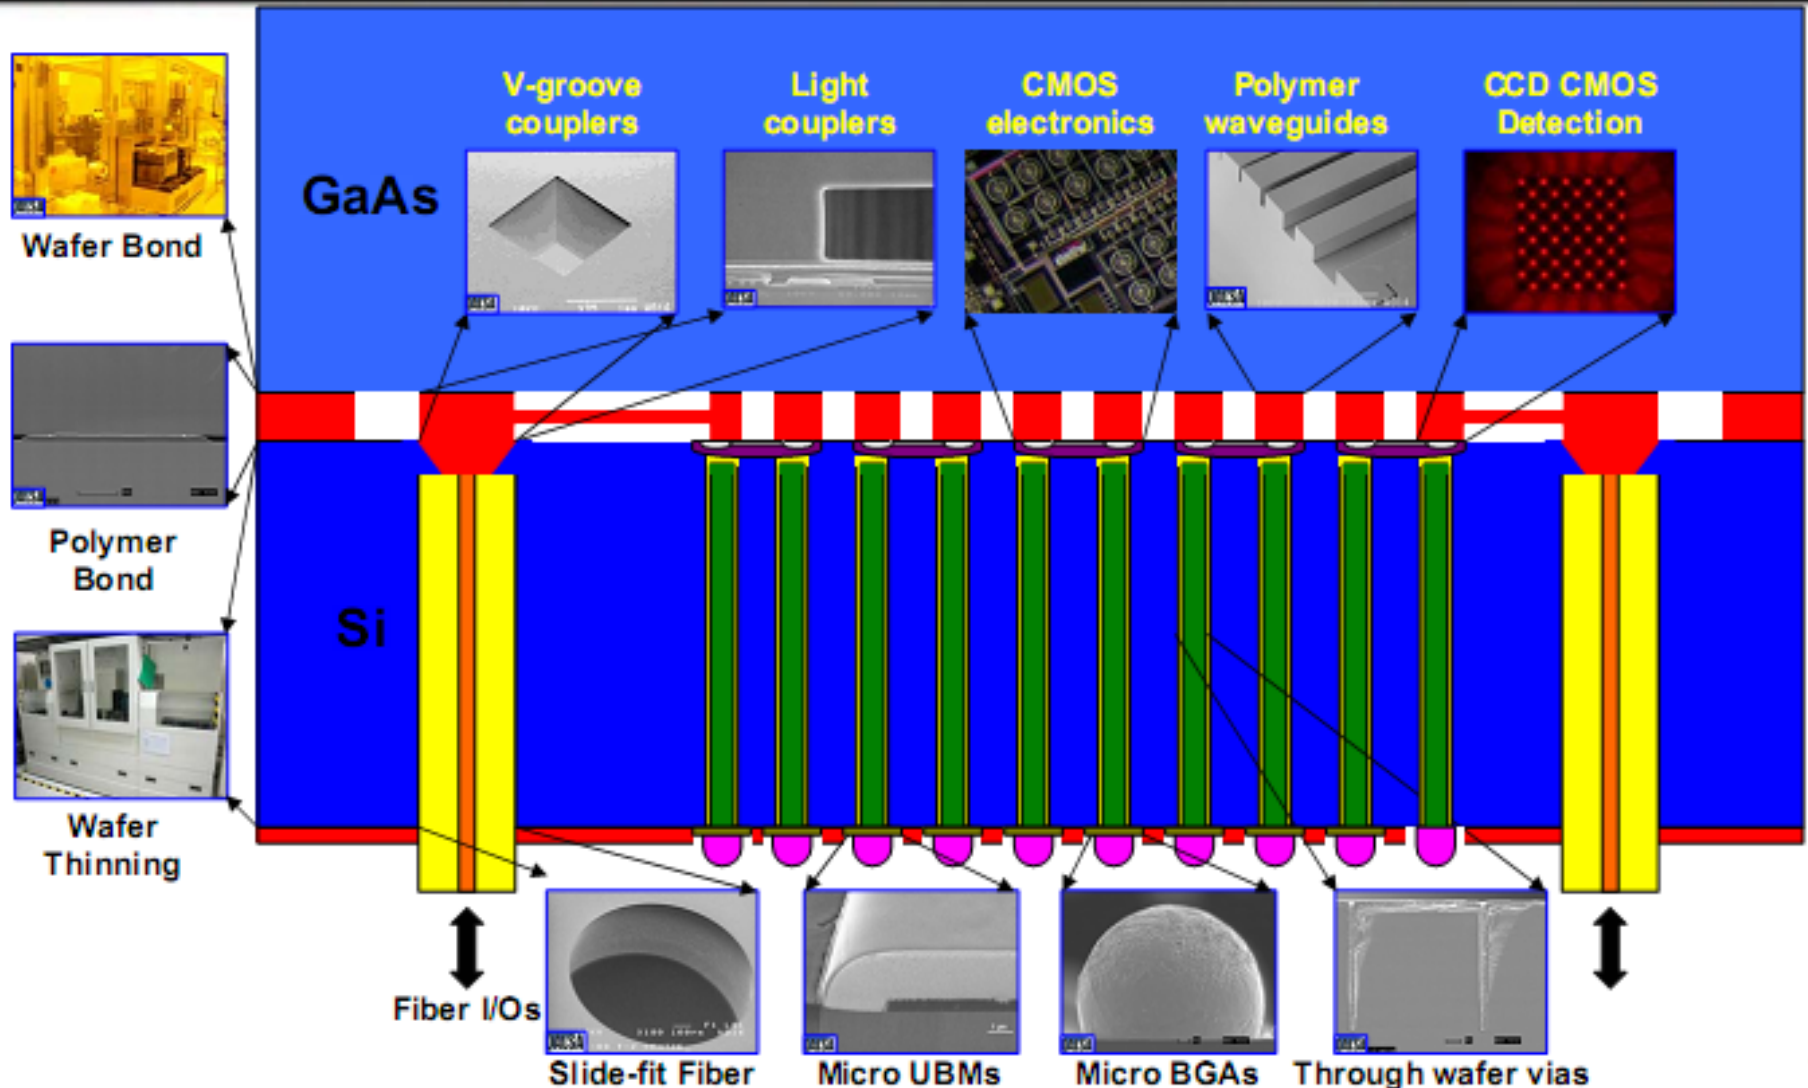 V-groove
couplers
Light
couplers
CMOS
electronics
Polymer
waveguides
CCD CMOS
Detection
GaAs
Wafer Bond
Polymer
Bond
Si
Wafer
Thinning
Fiber I/Os
Slide-fit Fiber
Micro UBMs
Micro BGAs
Through wafer vias
DALSA